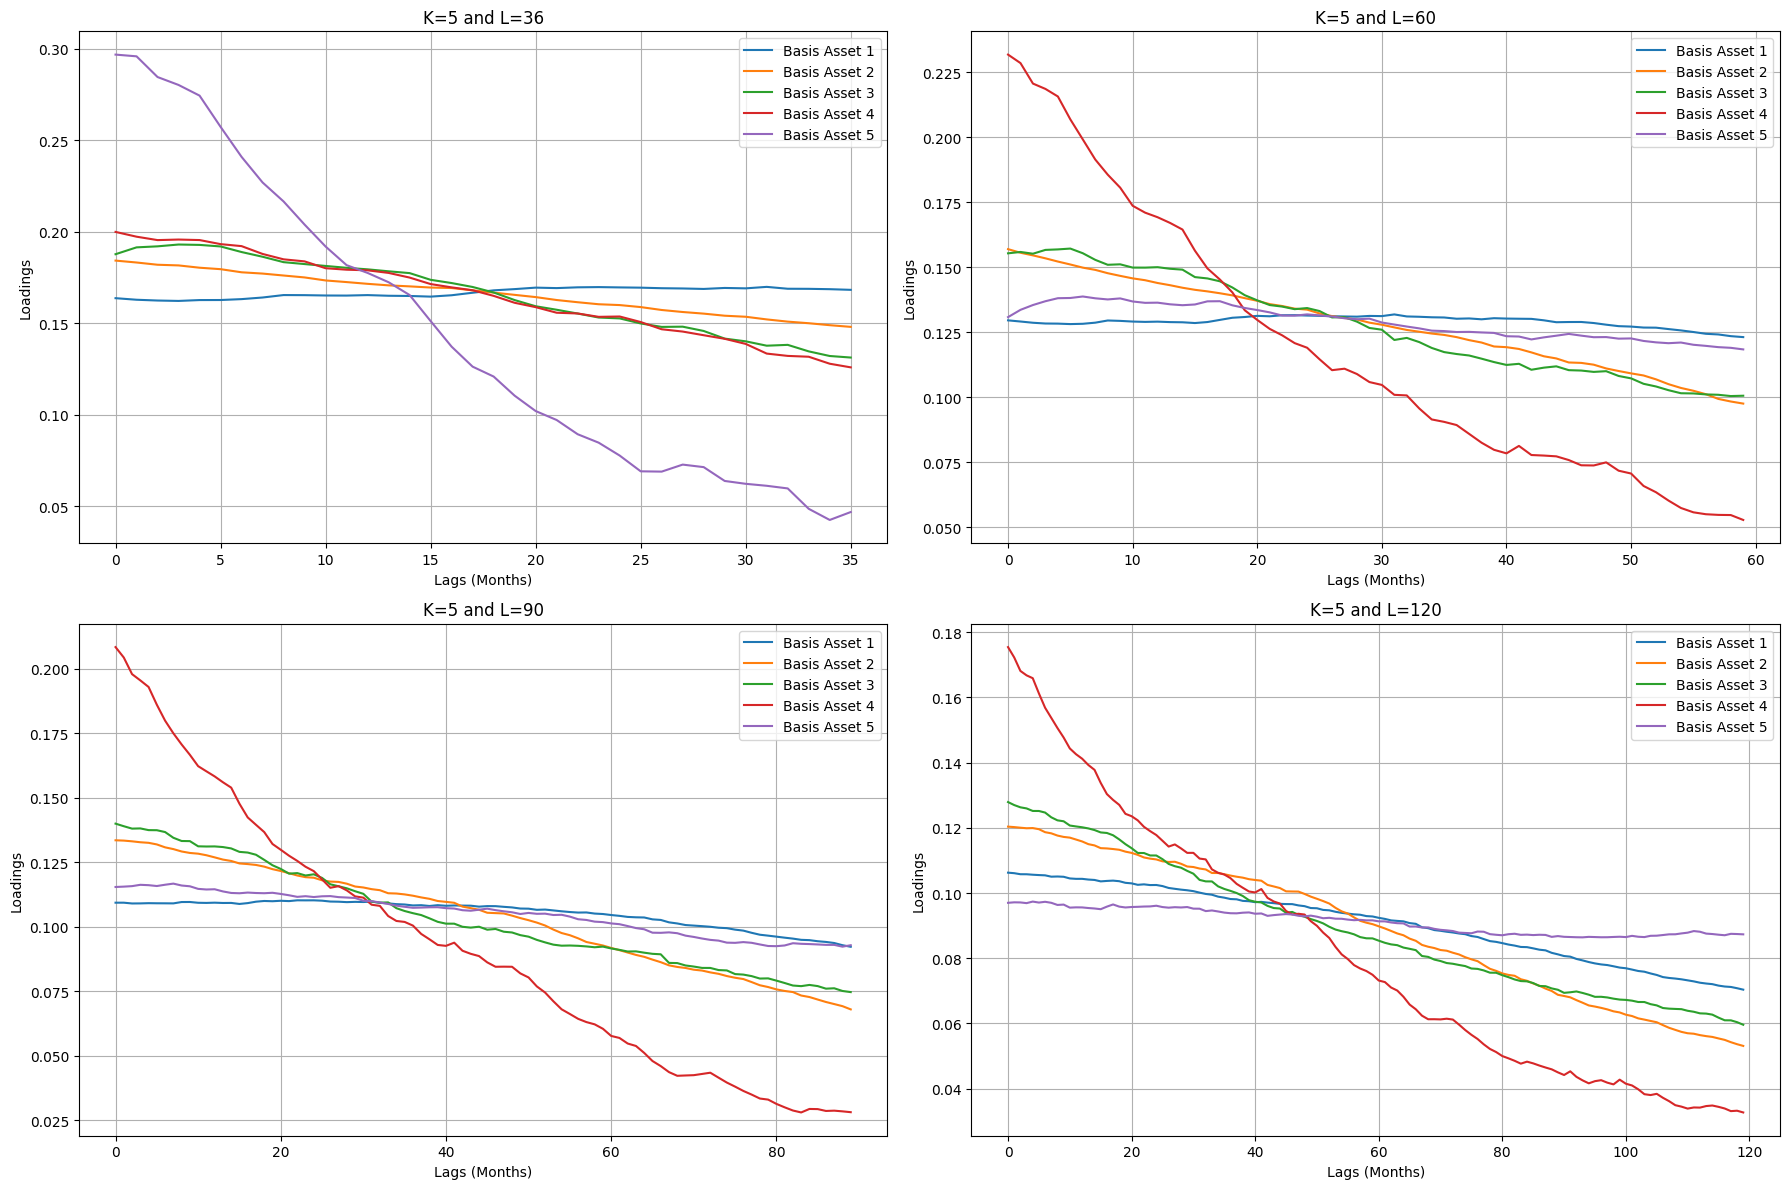 K=5 and L=36
0.30
0.25
0.20
0.15
0.10
0.05
Loadings
0 5 10 15 20 25 30 35
Lags (Months)
Basis Asset 1
Basis Asset 2
Basis Asset 3
Basis Asset 4
Basis Asset 5
K=5 and L=60
0.225
0.200
0.175
0.150
0.125
0.100
0.075
0.050
Loadings
0 10 20 30 40 50 60
Lags (Months)
Basis Asset 1
Basis Asset 2
Basis Asset 3
Basis Asset 4
Basis Asset 5
K=5 and L=90
0.200
0.175
0.150
0.125
0.100
0.075
0.050
0.025
Loadings
0 20 40 60 80
Lags (Months)
Basis Asset 1
Basis Asset 2
Basis Asset 3
Basis Asset 4
Basis Asset 5
K=5 and L=120
0.18
0.16
0.14
0.12
0.10
0.08
0.06
0.04
Loadings
0 20 40 60 80 100 120
Lags (Months)
Basis Asset 1
Basis Asset 2
Basis Asset 3
Basis Asset 4
Basis Asset 5